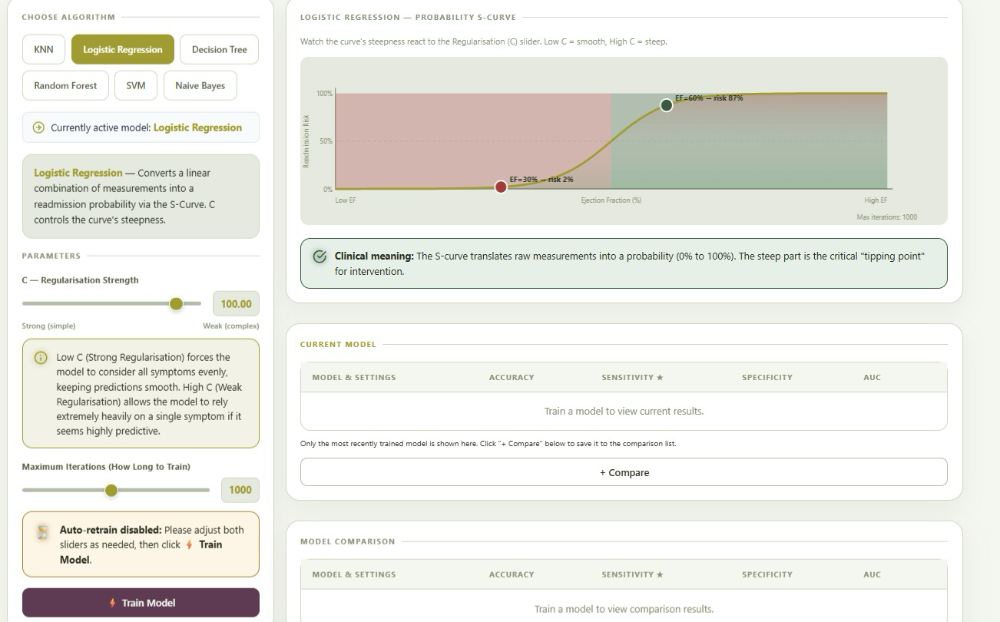 CHOOSE ALGORITHM
KNN
Logistic Regression
Decision Tree
Random Forest
SVM
Naive Bayes
Currently active model: Logistic Regression
Logistic Regression — Converts a linear
combination of measurements into a
readmission probability via the S-Curve. C
controls the curve's steepness.
PARAMETERS
C — Regularisation Strength
100.00
Strong (simple)
Weak (complex)
Low C (Strong Regularisation) forces the
model to consider all symptoms evenly,
keeping predictions smooth. High C (Weak
Regularisation) allows the model to rely
extremely heavily on a single symptom if it
seems highly predictive.
Maximum Iterations (How Long to Train)
1000
Auto-retrain disabled: Please adjust both
sliders as needed, then click ⚡ Train
Model.
⚡ Train Model
LOGISTIC REGRESSION — PROBABILITY S-CURVE
Watch the curve's steepness react to the Regularisation (C) slider. Low C = smooth, High C = steep.
100%
EF=60% — risk 87%
Readmission Risk
50%
EF=30% — risk 2%
0%
Low EF
Ejection Fraction (%)
High EF
Max iterations: 1000
Clinical meaning: The S-curve translates raw measurements into a probability (0% to 100%). The steep part is the critical "tipping point"
for intervention.
CURRENT MODEL
MODEL & SETTINGS
ACCURACY
SENSITIVITY ★
SPECIFICITY
AUC
Train a model to view current results.
Only the most recently trained model is shown here. Click "+ Compare" below to save it to the comparison list.
+ Compare
MODEL COMPARISON
MODEL & SETTINGS
ACCURACY
SENSITIVITY ★
SPECIFICITY
AUC
Train a model to view comparison results.